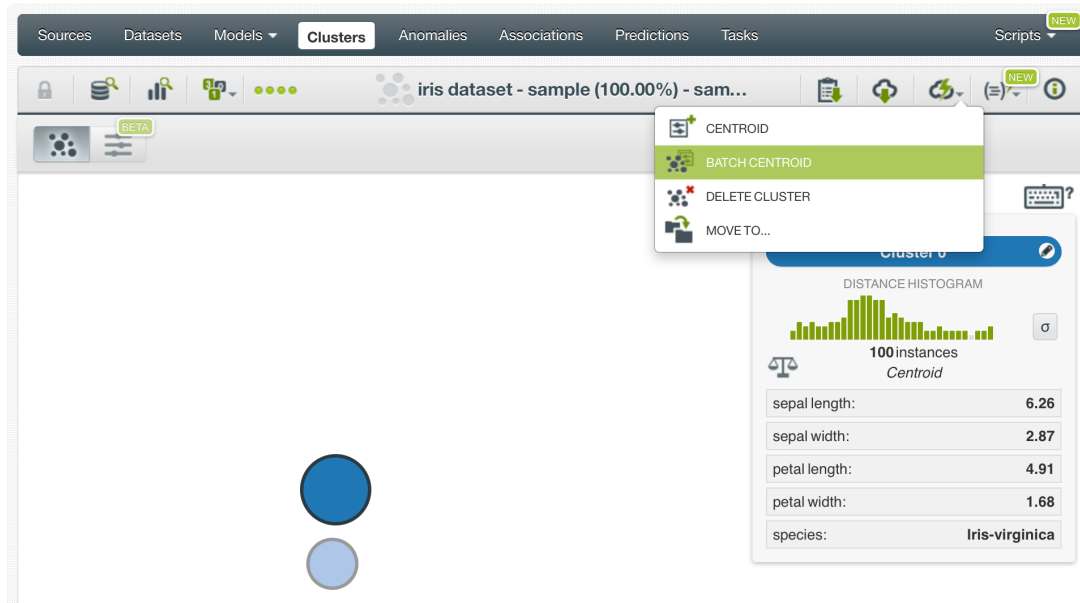 NEW
Sources Datasets Models Clusters Anomalies Associations Predictions Tasks Scripts
iris dataset - sample (100.00%) - sam... (≡) NEW
BETA
CENTROID
BATCH CENTROID
DELETE CLUSTER
MOVE TO...
?
Cluster 0
DISTANCE HISTOGRAM
σ
100 instances
Centroid
sepal length: 6.26
sepal width: 2.87
petal length: 4.91
petal width: 1.68
species: Iris-virginica